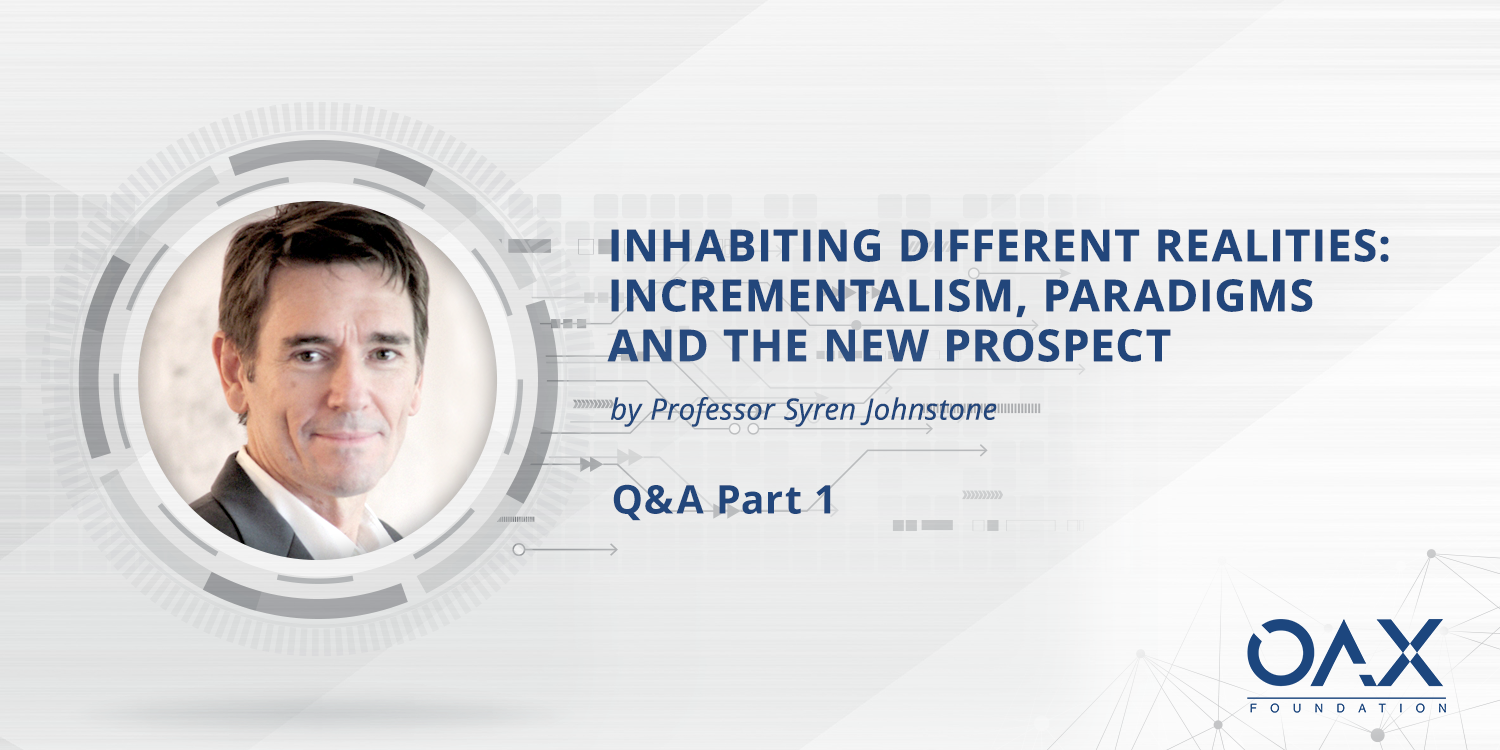 INHABITING DIFFERENT REALITIES:
INCREMENTALISM, PARADIGMS
AND THE NEW PROSPECT
by Professor Syren Johnstone
Q&A Part 1
OAX
FOUNDATION